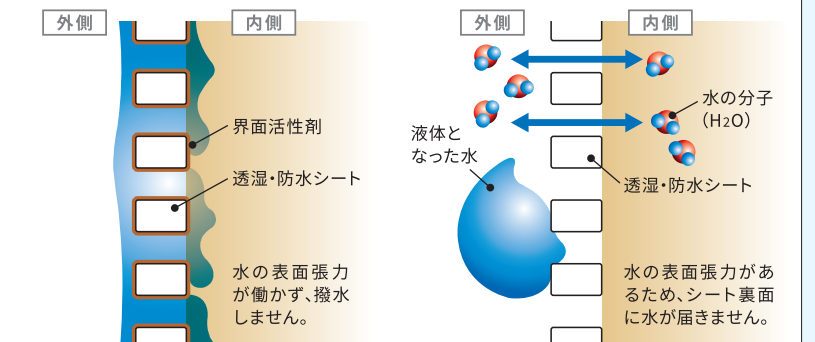 外側
内側
界面活性剤
透湿・防水シート
水の表面張力
が働かず、撥水
しません。
外側
内側
水の分子
（H2O）
液体と
なった水
透湿・防水シート
水の表面張力があ
るため、シート裏面
に水が届きません。